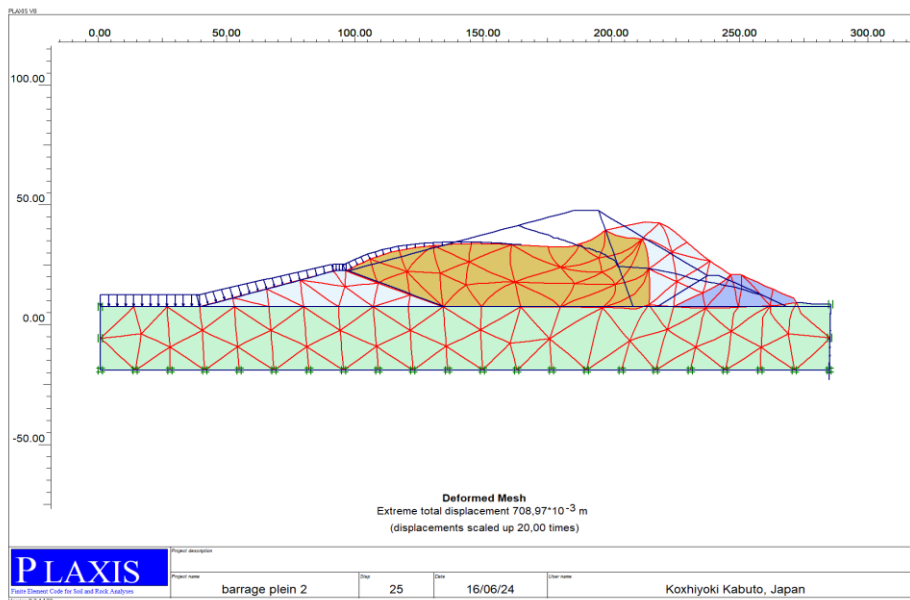 PLAXIS V8
0.00 50.00 100.00 150.00 200.00 250.00 300.00
100.00
50.00
0.00
-50.00
Deformed Mesh
Extreme total displacement 708,97*10⁻³ m
(displacements scaled up 20,00 times)
PLAXIS
Finite Element Code for Soil and Rock Analyses
Project description
Project name
barrage plein 2
Step
25
Date
16/06/24
User name
Koxhiyoki Kabuto, Japan